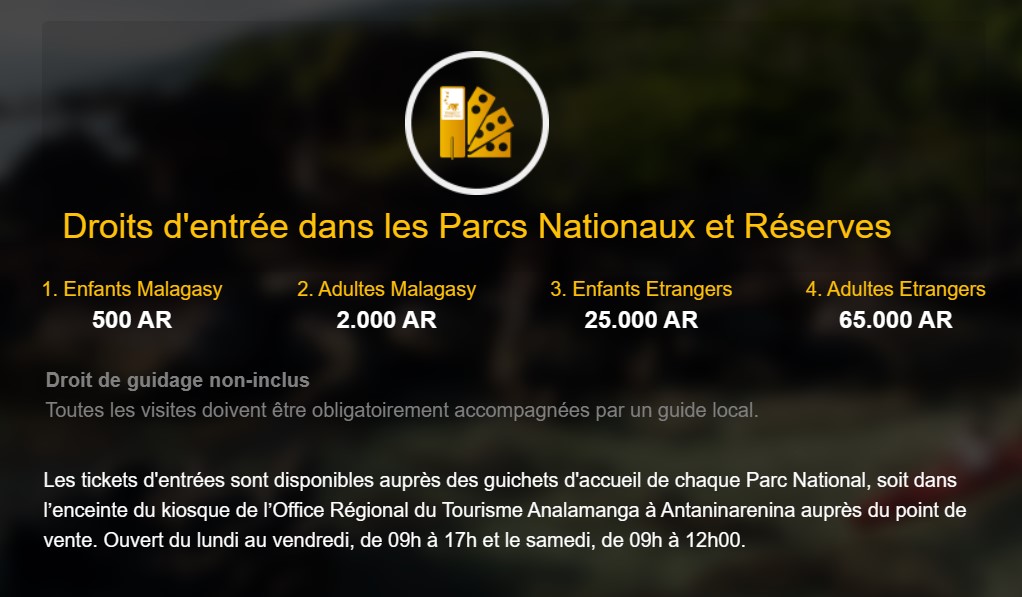 Droits d'entrée dans les Parcs Nationaux et Réserves
1. Enfants Malagasy
500 AR
2. Adultes Malagasy
2.000 AR
3. Enfants Etrangers
25.000 AR
4. Adultes Etrangers
65.000 AR
Droit de guidage non-inclus
Toutes les visites doivent être obligatoirement accompagnées par un guide local.
Les tickets d'entrées sont disponibles auprès des guichets d'accueil de chaque Parc National, soit dans
l’enceinte du kiosque de l’Office Régional du Tourisme Analamanga à Antaninarenina auprès du point de
vente. Ouvert du lundi au vendredi, de 09h à 17h et le samedi, de 09h à 12h00.